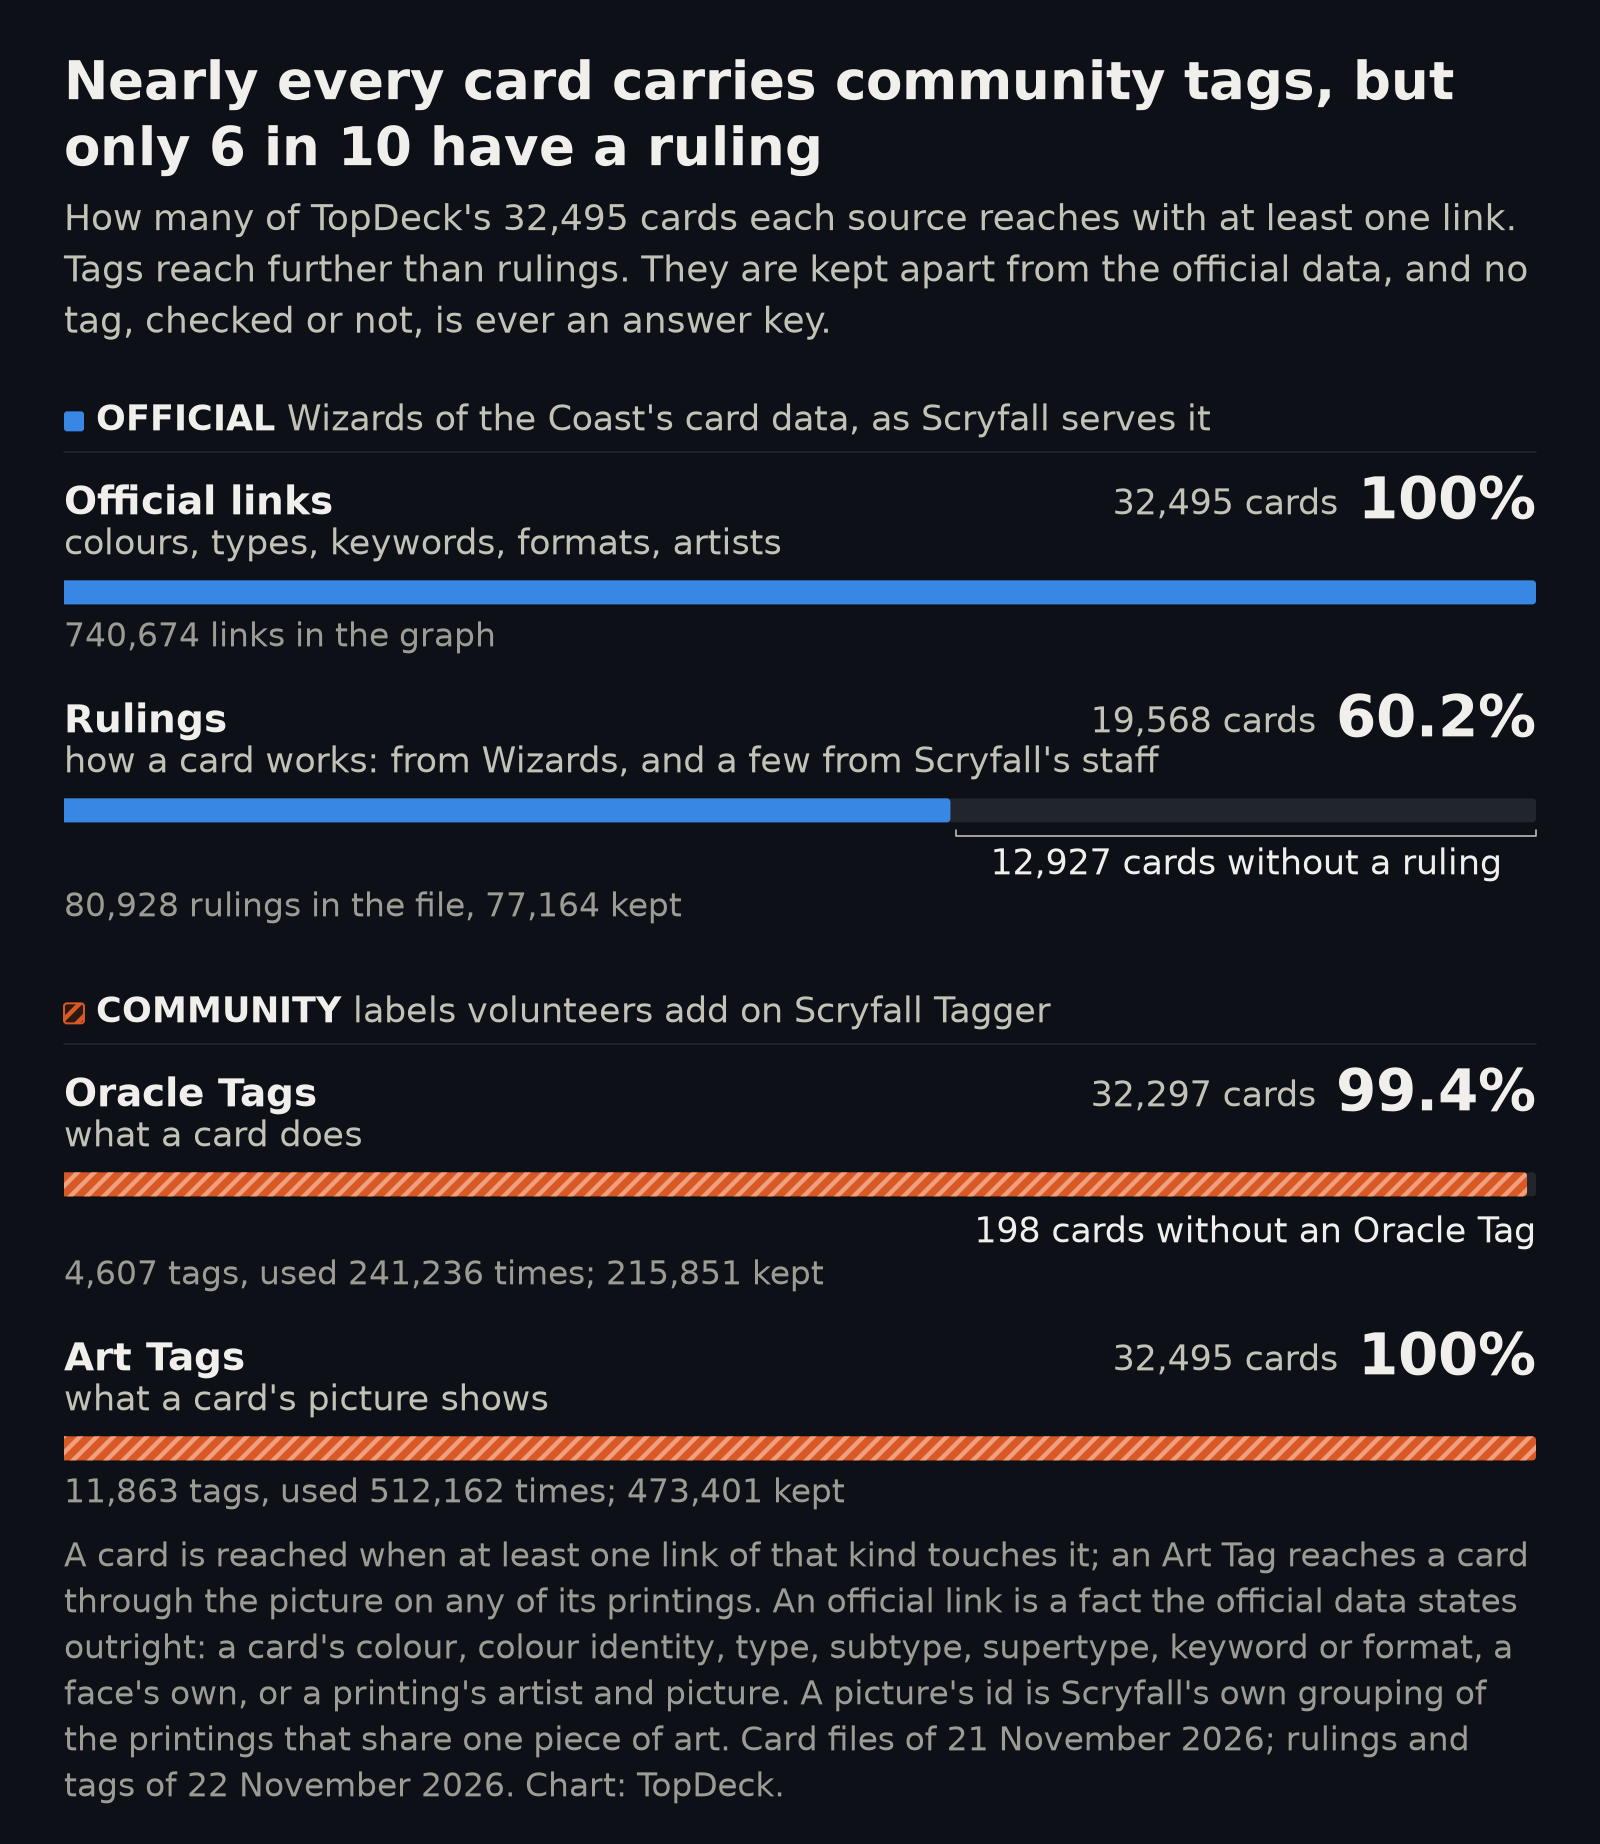 Nearly every card carries community tags, but
only 6 in 10 have a ruling
How many of TopDeck's 32,495 cards each source reaches with at least one link.
Tags reach further than rulings. They are kept apart from the official data, and no
tag, checked or not, is ever an answer key.
OFFICIAL Wizards of the Coast's card data, as Scryfall serves it
Official links 32,495 cards 100%
colours, types, keywords, formats, artists
740,674 links in the graph
Rulings 19,568 cards 60.2%
how a card works: from Wizards, and a few from Scryfall's staff
12,927 cards without a ruling
80,928 rulings in the file, 77,164 kept
COMMUNITY labels volunteers add on Scryfall Tagger
Oracle Tags 32,297 cards 99.4%
what a card does
198 cards without an Oracle Tag
4,607 tags, used 241,236 times; 215,851 kept
Art Tags 32,495 cards 100%
what a card's picture shows
11,863 tags, used 512,162 times; 473,401 kept
A card is reached when at least one link of that kind touches it; an Art Tag reaches a card
through the picture on any of its printings. An official link is a fact the official data states
outright: a card's colour, colour identity, type, subtype, supertype, keyword or format, a
face's own, or a printing's artist and picture. A picture's id is Scryfall's own grouping of
the printings that share one piece of art. Card files of 21 November 2026; rulings and
tags of 22 November 2026. Chart: TopDeck.